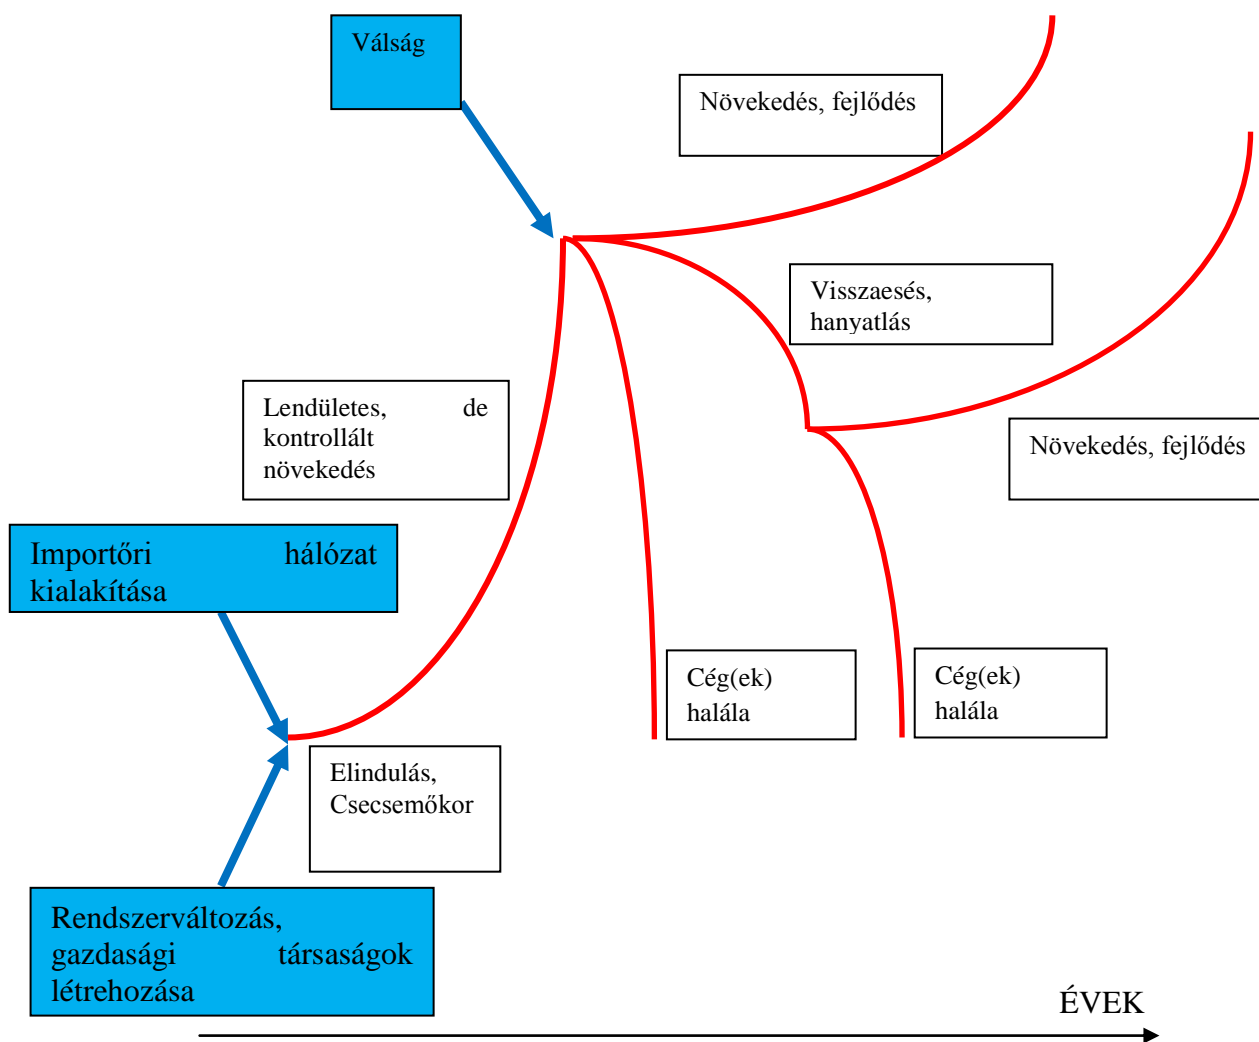 Válság
Növekedés, fejlődés
Visszaesés,
hanyatlás
Lendületes, de
kontrollált
növekedés
Növekedés, fejlődés
Importőri hálózat
kialakítása
Cég(ek)
halála
Cég(ek)
halála
Elindulás,
Csecsemőkor
Rendszerváltozás,
gazdasági társaságok
létrehozása
ÉVEK